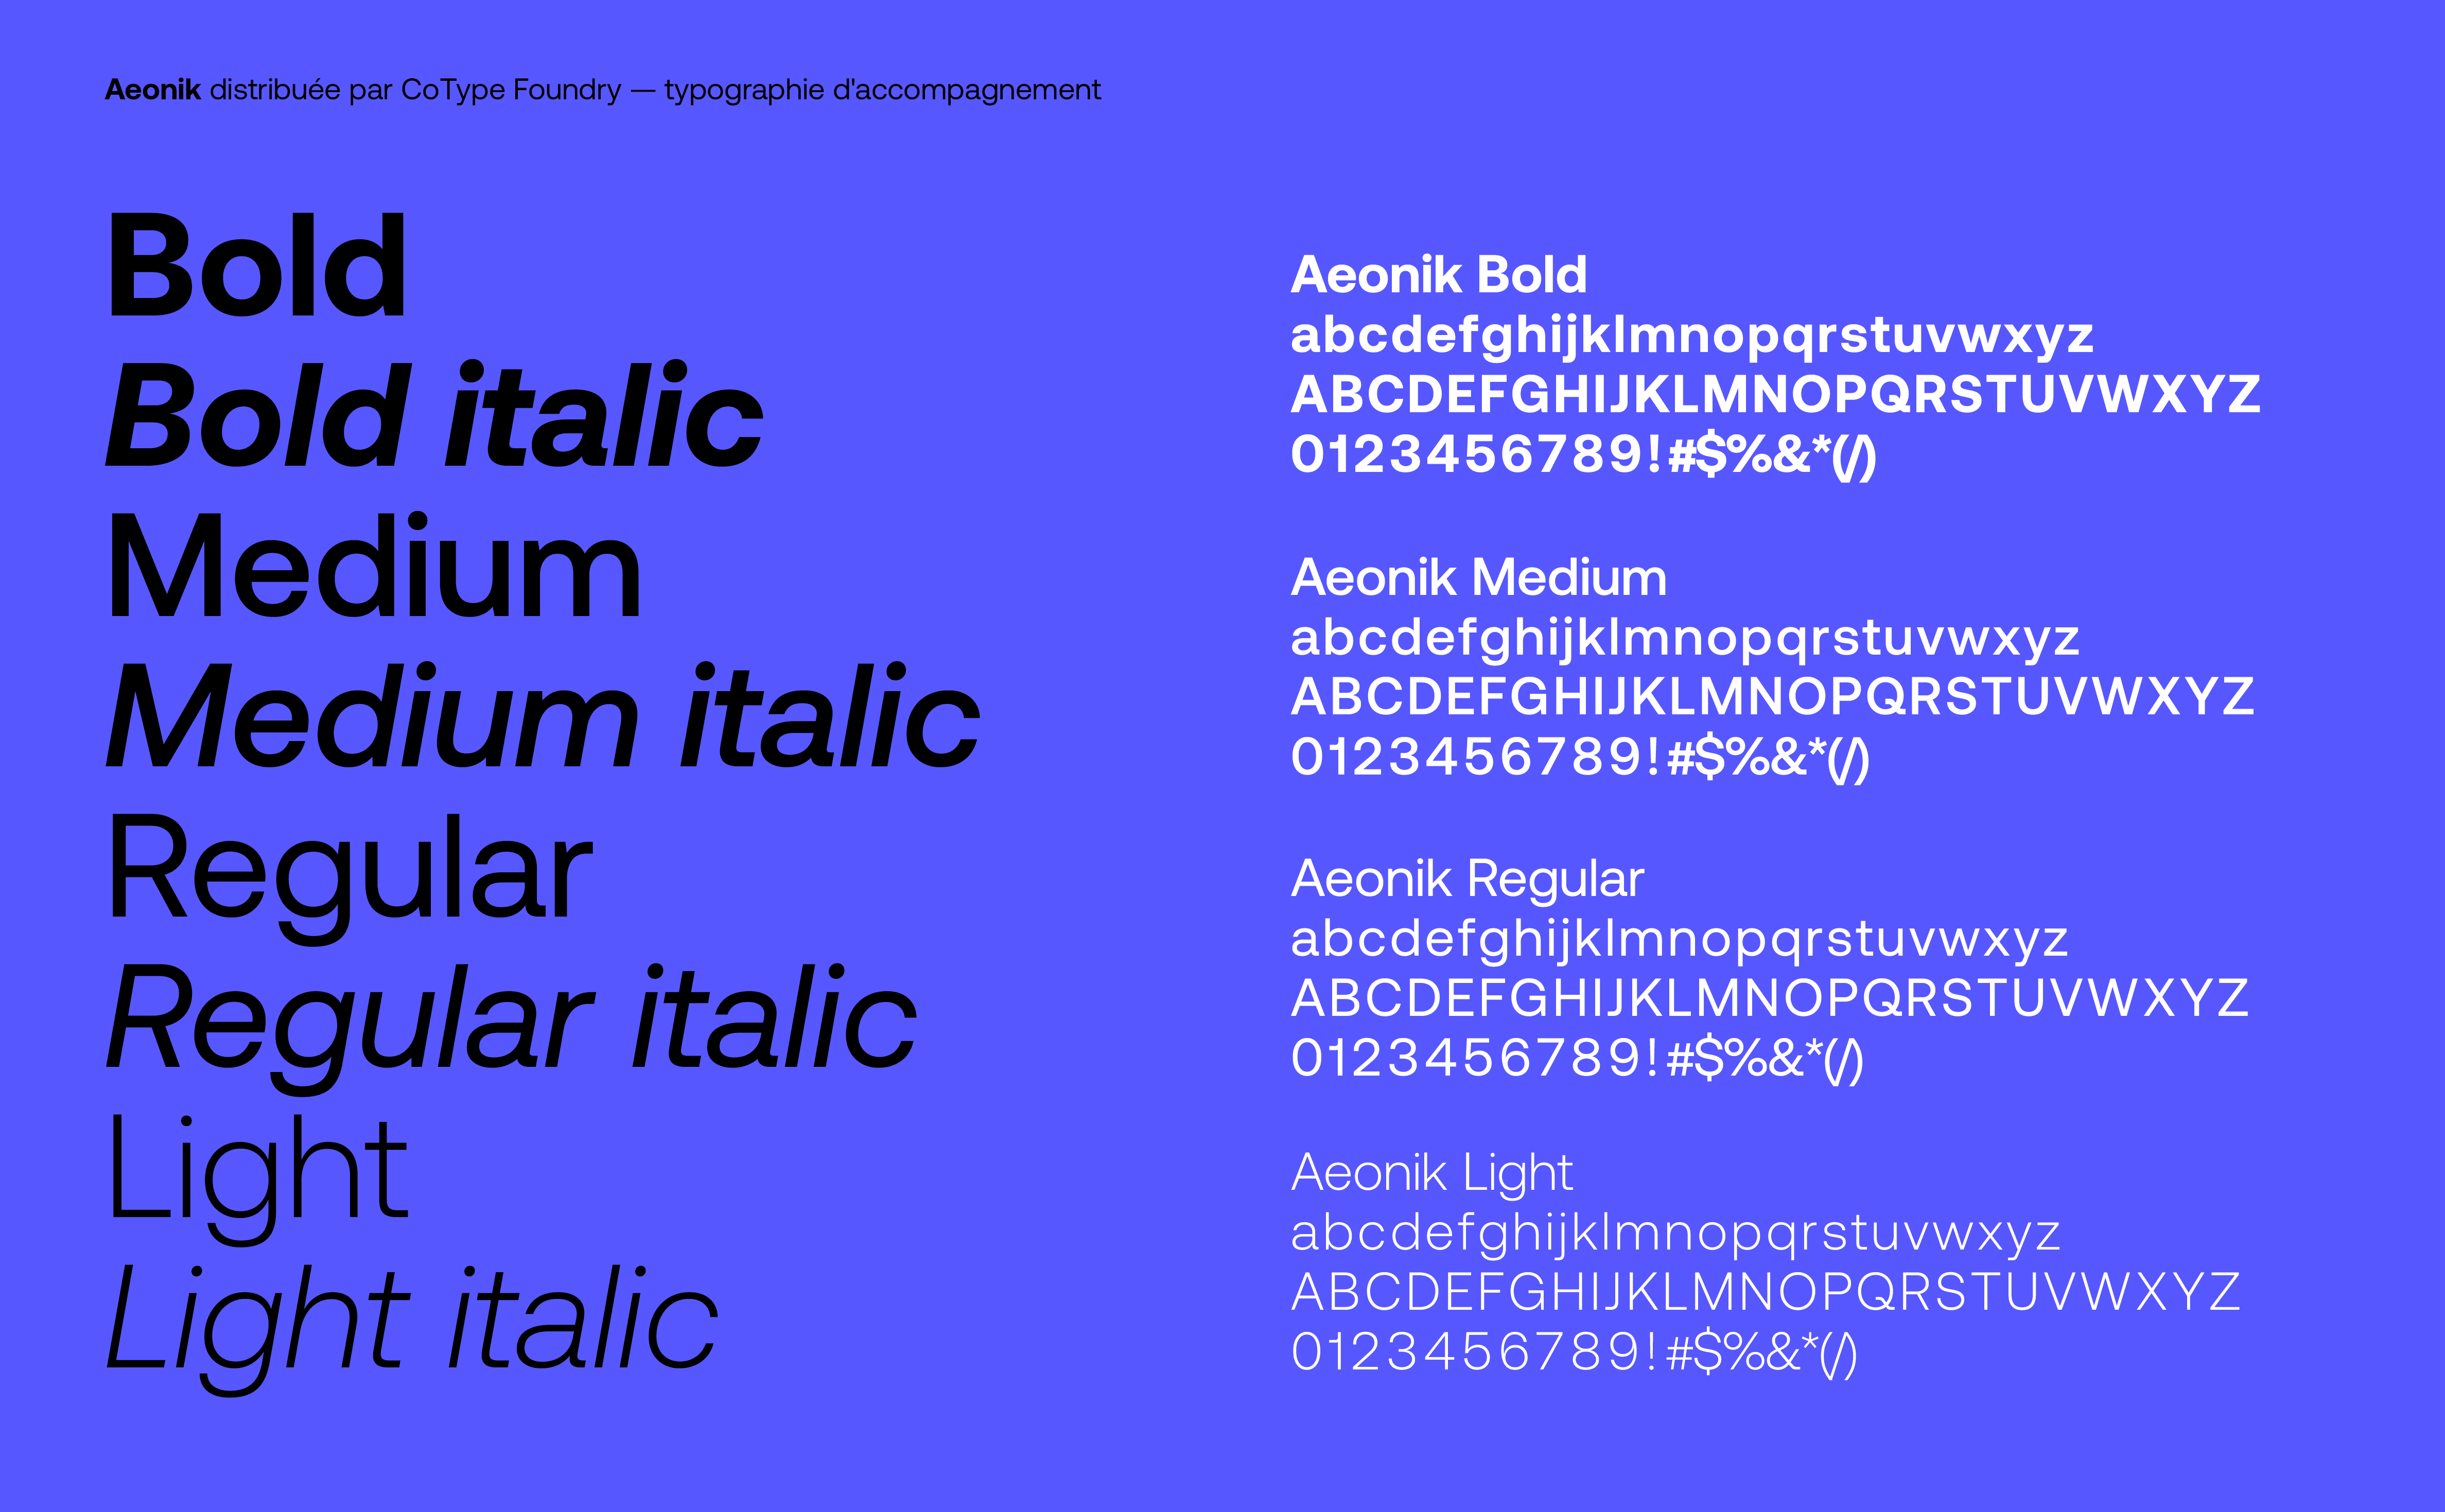 Aeonik distribuée par CoType Foundry — typographie d'accompagnement
Bold
Bold italic
Medium
Medium italic
Regular
Regular italic
Light
Light italic
Aeonik Bold
abcdefghijklmnopqrstuvwxyz
ABCDEFGHIJKLMNOPQRSTUVWXYZ
0123456789!#$%&*(/)
Aeonik Medium
abcdefghijklmnopqrstuvwxyz
ABCDEFGHIJKLMNOPQRSTUVWXYZ
0123456789!#$%&*(/)
Aeonik Regular
abcdefghijklmnopqrstuvwxyz
ABCDEFGHIJKLMNOPQRSTUVWXYZ
0123456789!#$%&*(/)
Aeonik Light
abcdefghijklmnopqrstuvwxyz
ABCDEFGHIJKLMNOPQRSTUVWXYZ
0123456789!#$%&*(/)